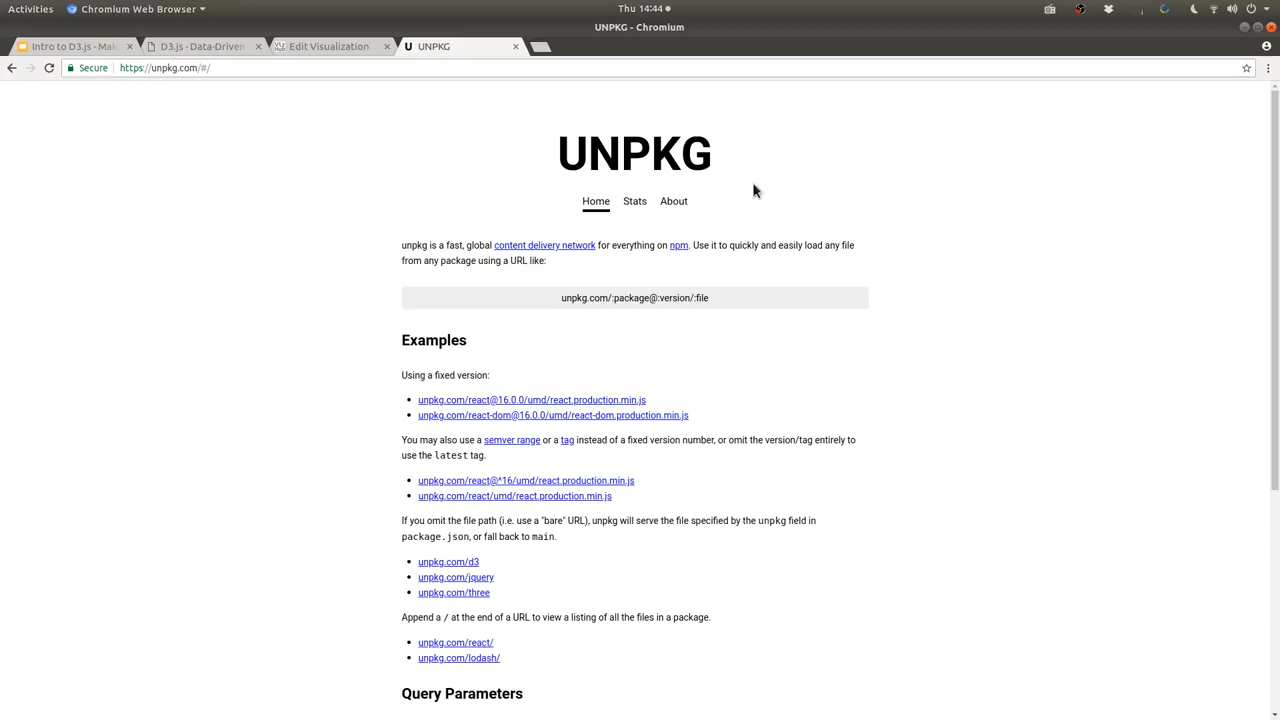 Activities Chromium Web Browser Thu 14:44
UNPKG - Chromium
Intro to D3.js - Mak D3.js - Data-Driven Edit Visualization UNPKG
Secure https://unpkg.com/#/
UNPKG
Home Stats About
unpkg is a fast, global content delivery network for everything on npm. Use it to quickly and easily load any file
from any package using a URL like:
unpkg.com/:package@:version/:file
Examples
Using a fixed version:
unpkg.com/react@16.0.0/umd/react.production.min.js
unpkg.com/react-dom@16.0.0/umd/react-dom.production.min.js
You may also use a semver range or a tag instead of a fixed version number, or omit the version/tag entirely to
use the latest tag.
unpkg.com/react@^16/umd/react.production.min.js
unpkg.com/react/umd/react.production.min.js
If you omit the file path (i.e. use a "bare" URL), unpkg will serve the file specified by the unpkg field in
package.json, or fall back to main.
unpkg.com/d3
unpkg.com/jquery
unpkg.com/three
Append a / at the end of a URL to view a listing of all the files in a package.
unpkg.com/react/
unpkg.com/lodash/
Query Parameters